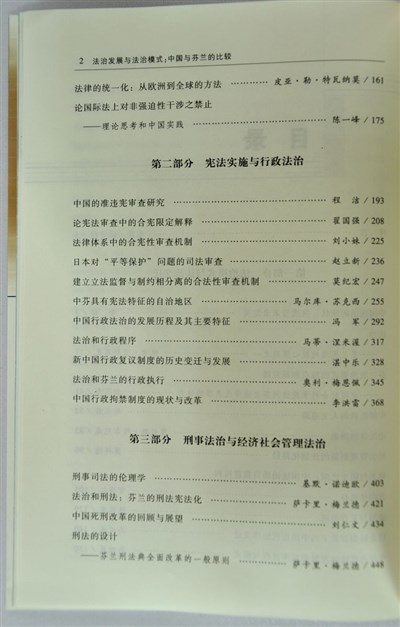 2 法治发展与法治模式:中国与芬兰的比较
法律的统一化:从欧洲到全球的方法 …… 皮亚·勒·特瓦纳莫 / 161
论国际法上对非强迫性干涉之禁止
——理论思考和中国实践 …… 陈一峰 / 175
第二部分 宪法实施与行政法治
中国的准违宪审查研究 …… 程洁 / 193
论宪法审查中的合宪限定解释 …… 翟国强 / 208
法律体系中的合宪性审查机制 …… 刘小妹 / 225
日本对“平等保护”问题的司法审查 …… 赵立新 / 236
建立立法监督与制约相分离的合法性审查机制 …… 莫纪宏 / 247
中芬具有宪法特征的自治地区 …… 马尔库·苏克西 / 255
中国行政法治的发展历程及其主要特征 …… 冯军 / 292
法治和行政程序 …… 马蒂·涅米渥 / 317
新中国行政复议制度的历史变迁与发展 …… 湛中乐 / 328
法治和芬兰的行政执行 …… 奥利·梅恩佩 / 345
中国行政拘禁制度的现状与改革 …… 李洪雷 / 368
第三部分 刑事法治与经济社会管理法治
刑事司法的伦理学 …… 基默·诺迪欧 / 403
法治和刑法:芬兰的刑法宪法化 …… 萨卡里·梅兰德 / 421
中国死刑改革的回顾与展望 …… 刘仁文 / 434
刑法的设计
——芬兰刑法典全面改革的一般原则 …… 萨卡里·梅兰德 / 448